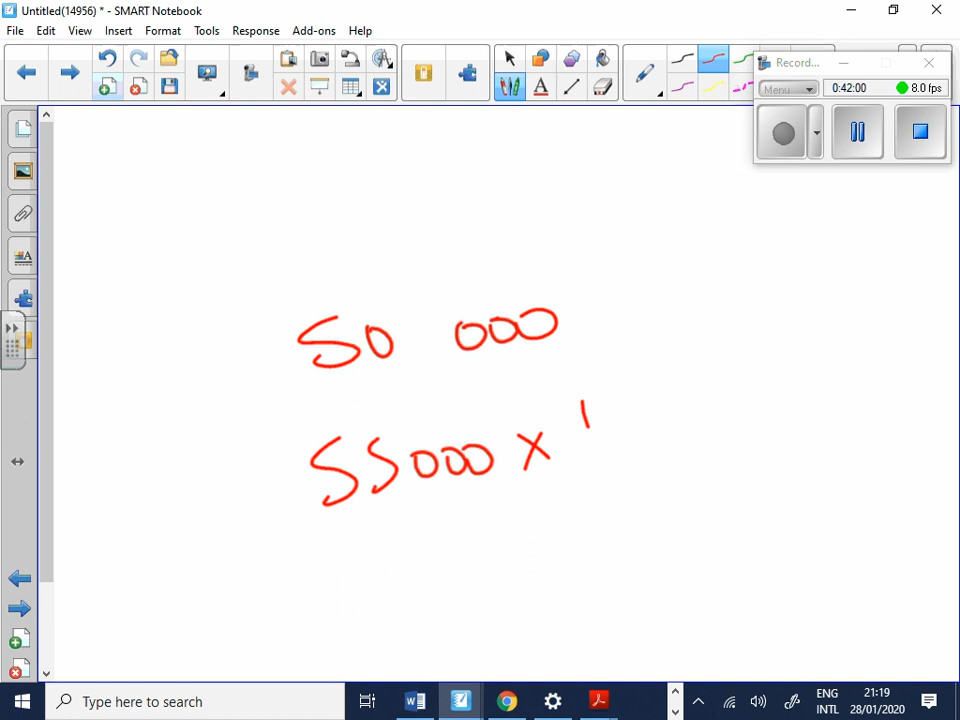 Untitled(14956) * - SMART Notebook
File Edit View Insert Format Tools Response Add-ons Help
Record...
Menu 0:42:00 8.0 fps
50 000
55000 x
Type here to search
ENG 21:19
INTL 28/01/2020